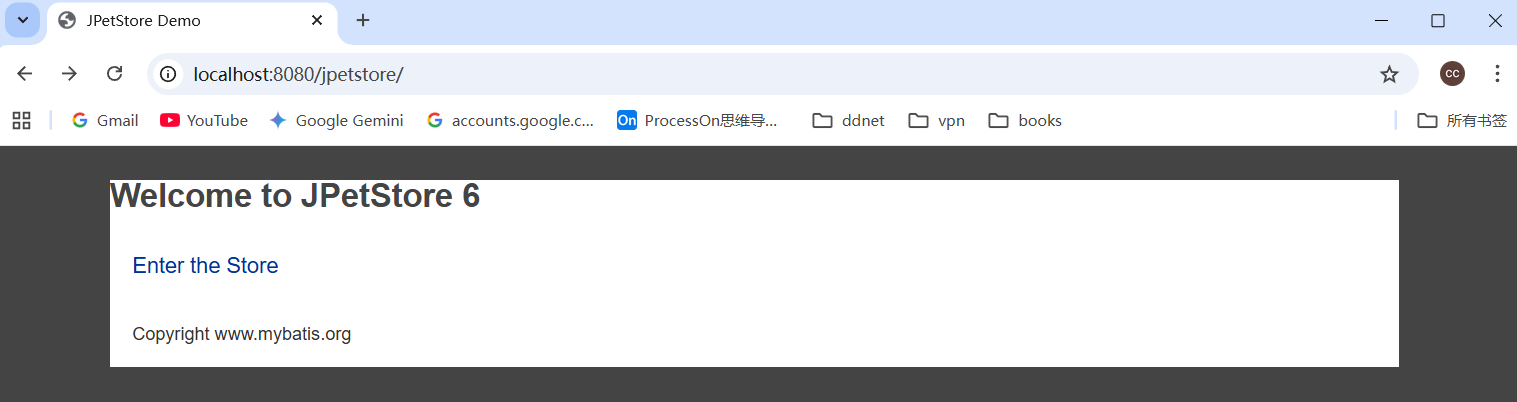 JPetStore Demo
localhost:8080/jpetstore/
CC
Gmail YouTube Google Gemini accounts.google.c... On ProcessOn思维导... ddnet vpn books 所有书签
Welcome to JPetStore 6
Enter the Store
Copyright www.mybatis.org